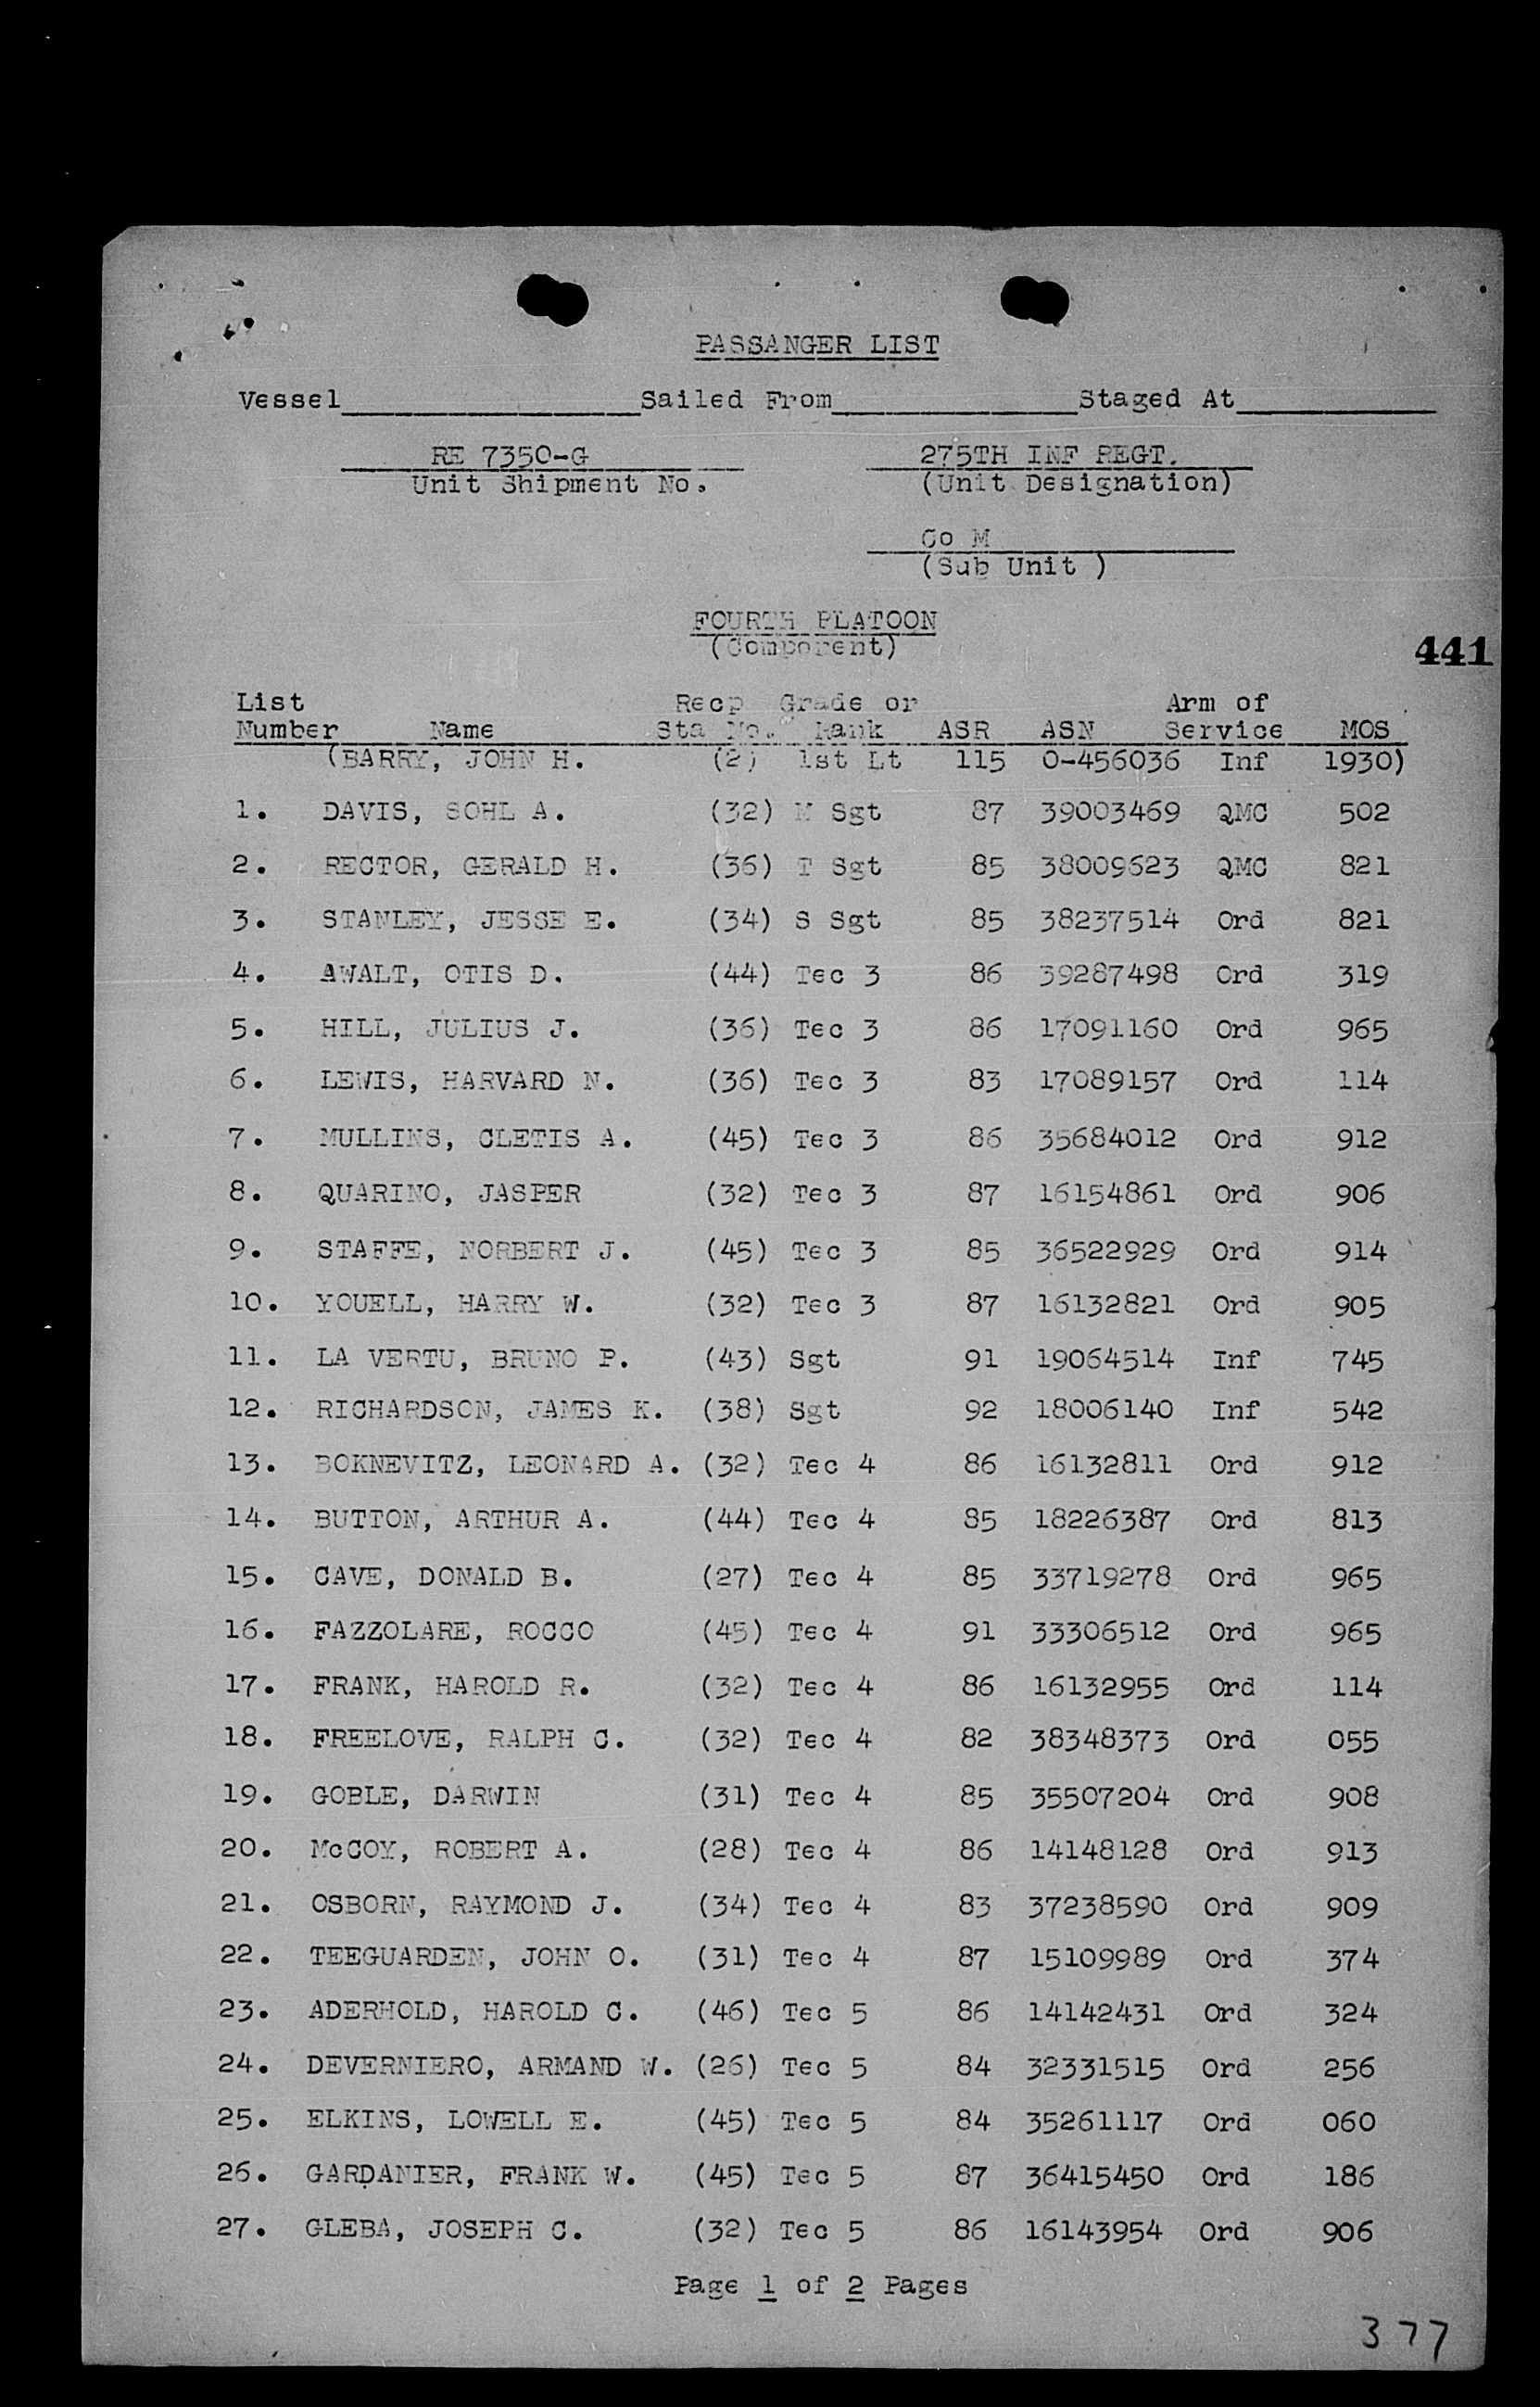 PASSANGER LIST
Vessel_________________Sailed From______________Staged At___________
RE 7350-G 275TH INF REGT.
Unit Shipment No. (Unit Designation)
Co M
(Sub Unit )
FOURTH PLATOON
(Component)
441
List Recp Grade or Arm of
Number Name Sta No. Rank ASR ASN Service MOS
(BARRY, JOHN H. (2) 1st Lt 115 0-456036 Inf 1930)
1. DAVIS, SOHL A. (32) M Sgt 87 39003469 QMC 502
2. RECTOR, GERALD H. (36) T Sgt 85 38009623 QMC 821
3. STANLEY, JESSE E. (34) S Sgt 85 38237514 Ord 821
4. AWALT, OTIS D. (44) Tec 3 86 39287498 Ord 319
5. HILL, JULIUS J. (36) Tec 3 86 17091160 Ord 965
6. LEWIS, HARVARD N. (36) Tec 3 83 17089157 Ord 114
7. MULLINS, CLETIS A. (45) Tec 3 86 35684012 Ord 912
8. QUARINO, JASPER (32) Tec 3 87 16154861 Ord 906
9. STAFFE, NORBERT J. (45) Tec 3 85 36522929 Ord 914
10. YOUELL, HARRY W. (32) Tec 3 87 16132821 Ord 905
11. LA VERTU, BRUNO P. (43) Sgt 91 19064514 Inf 745
12. RICHARDSON, JAMES K. (38) Sgt 92 18006140 Inf 542
13. BOKNEVITZ, LEONARD A. (32) Tec 4 86 16132811 Ord 912
14. BUTTON, ARTHUR A. (44) Tec 4 85 18226387 Ord 813
15. CAVE, DONALD B. (27) Tec 4 85 33719278 Ord 965
16. FAZZOLARE, ROCCO (45) Tec 4 91 33306512 Ord 965
17. FRANK, HAROLD R. (32) Tec 4 86 16132955 Ord 114
18. FREELOVE, RALPH C. (32) Tec 4 82 38348373 Ord 055
19. GOBLE, DARWIN (31) Tec 4 85 35507204 Ord 908
20. McCOY, ROBERT A. (28) Tec 4 86 14148128 Ord 913
21. OSBORN, RAYMOND J. (34) Tec 4 83 37238590 Ord 909
22. TEEGUARDEN, JOHN O. (31) Tec 4 87 15109989 Ord 374
23. ADERHOLD, HAROLD C. (46) Tec 5 86 14142431 Ord 324
24. DEVERNIERO, ARMAND W. (26) Tec 5 84 32331515 Ord 256
25. ELKINS, LOWELL E. (45) Tec 5 84 35261117 Ord 060
26. GARDANIER, FRANK W. (45) Tec 5 87 36415450 Ord 186
27. GLEBA, JOSEPH C. (32) Tec 5 86 16143954 Ord 906
Page 1 of 2 Pages
377